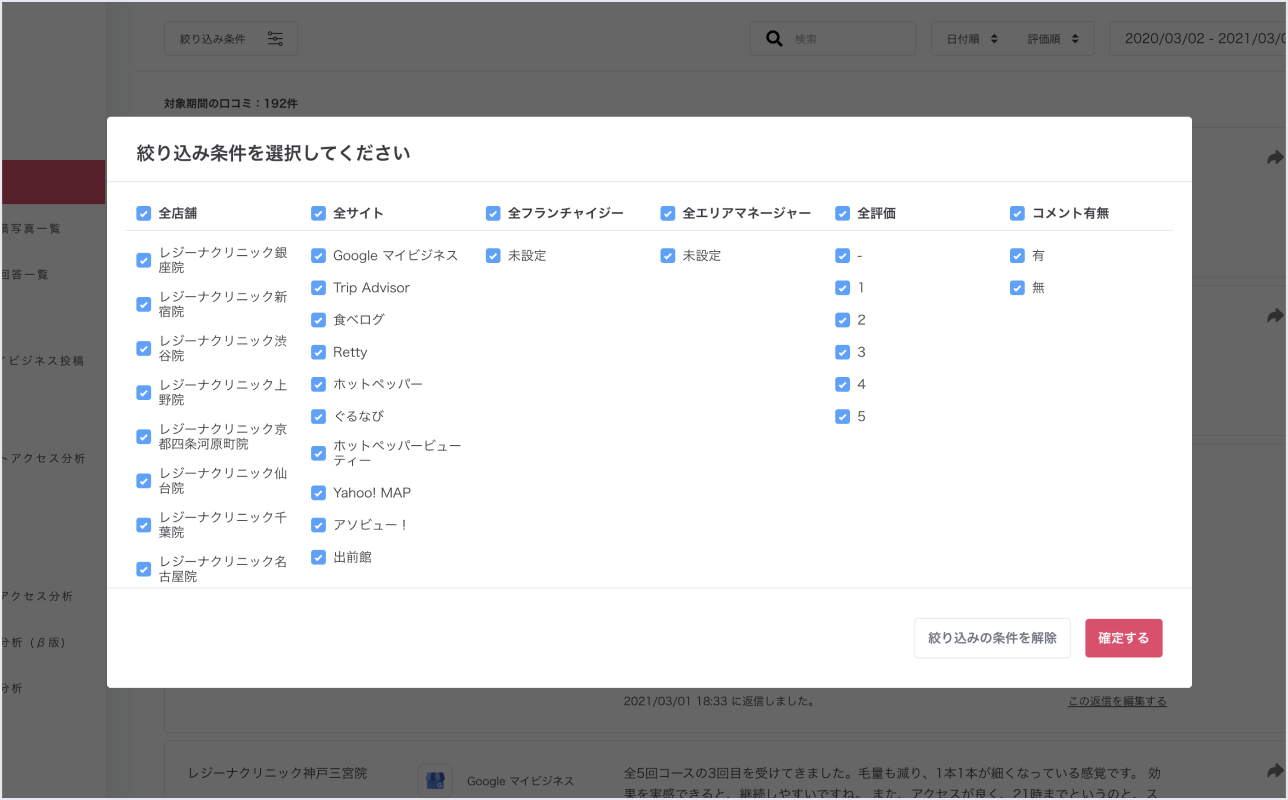 絞り込み条件
検索
日付順
評価順
2020/03/02 - 2021/03/0
対象期間の口コミ：192件
絞り込み条件を選択してください
全店舗
レジーナクリニック銀
座院
レジーナクリニック新
宿院
レジーナクリニック渋
谷院
レジーナクリニック上
野院
レジーナクリニック京
都四条河原町院
レジーナクリニック仙
台院
レジーナクリニック千
葉院
レジーナクリニック名
古屋院
全サイト
Google マイビジネス
Trip Advisor
食べログ
Retty
ホットペッパー
ぐるなび
ホットペッパービュー
ティー
Yahoo! MAP
アソビュー！
出前館
全フランチャイジー
未設定
全エリアマネージャー
未設定
全評価
-
1
2
3
4
5
コメント有無
有
無
絞り込みの条件を解除
確定する
稿写真一覧
回答一覧
イビジネス投稿
トアクセス分析
アクセス分析
分析（β版）
分析
2021/03/01 18:33 に返信しました。
この返信を編集する
レジーナクリニック神戸三宮院
Google マイビジネス
全5回コースの3回目を受けてきました。毛量も減り、1本1本が細くなっている感覚です。 効
果を実感できると、継続しやすいですね。 また、アクセスが良く、21時までというのと、ス